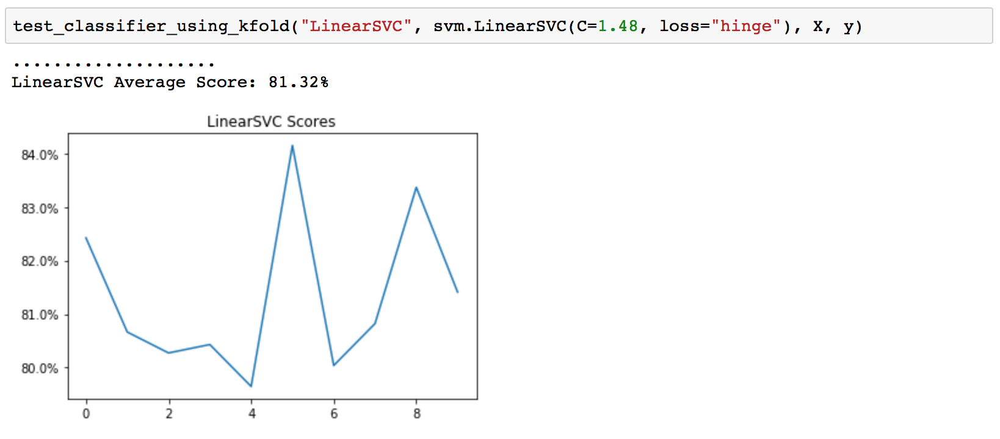 test_classifier_using_kfold("LinearSVC", svm.LinearSVC(C=1.48, loss="hinge"), X, y)
....................
LinearSVC Average Score: 81.32%
LinearSVC Scores
84.0%
83.0%
82.0%
81.0%
80.0%
0 2 4 6 8